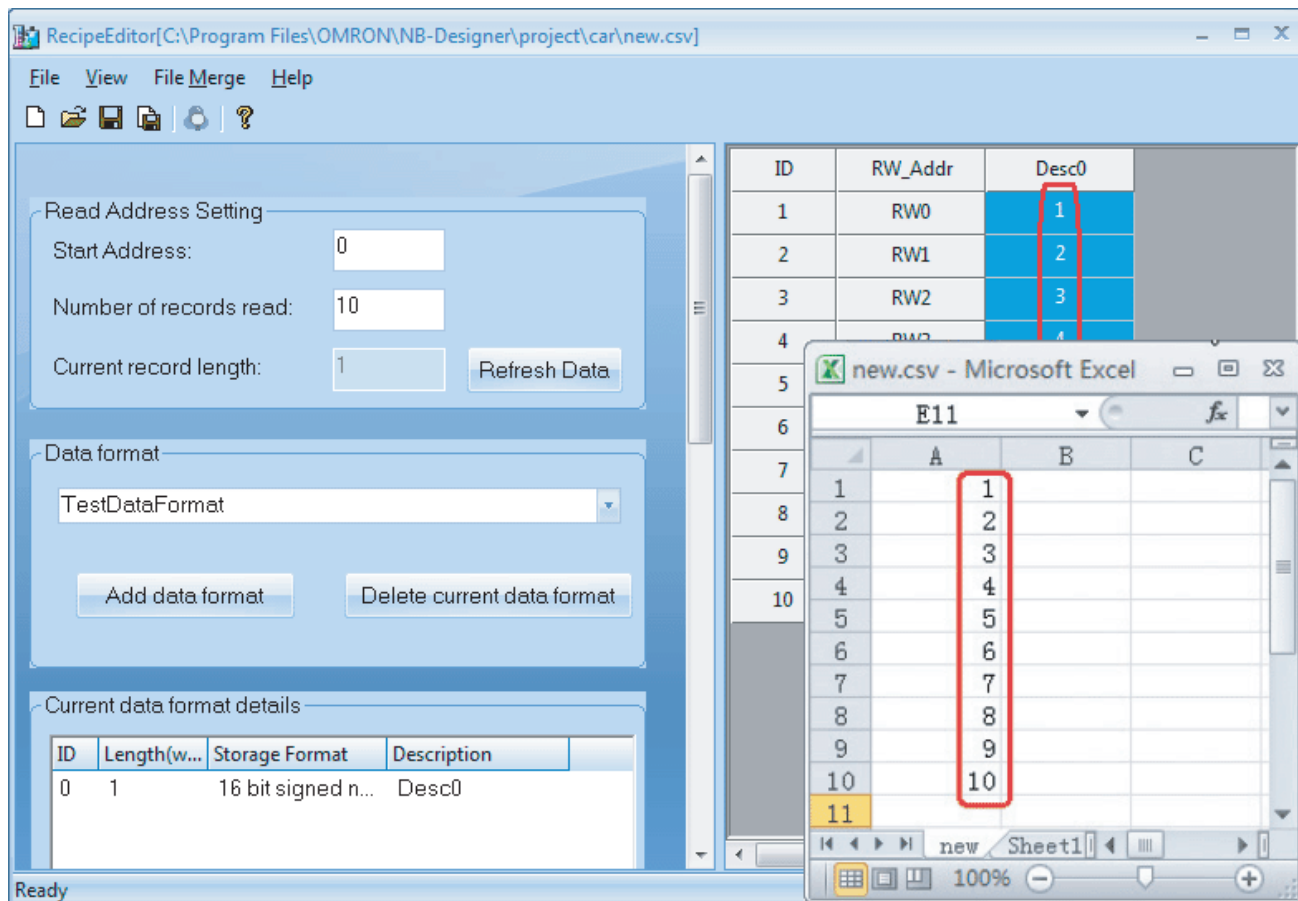 RecipeEditor[C:\Program Files\OMRON\NB-Designer\project\car\new.csv]
File View File Merge Help
Read Address Setting
Start Address: 0
Number of records read: 10
Current record length: 1 Refresh Data
Data format
TestDataFormat
Add data format Delete current data format
Current data format details
ID Length(w... Storage Format Description
0 1 16 bit signed n... Desc0
Ready
ID RW_Addr Desc0
1 RW0 1
2 RW1 2
3 RW2 3
4
5
6
7
8
9
10
new.csv - Microsoft Excel
E11 fx
A B C
1 1
2 2
3 3
4 4
5 5
6 6
7 7
8 8
9 9
10 10
11
new Sheet1
100%